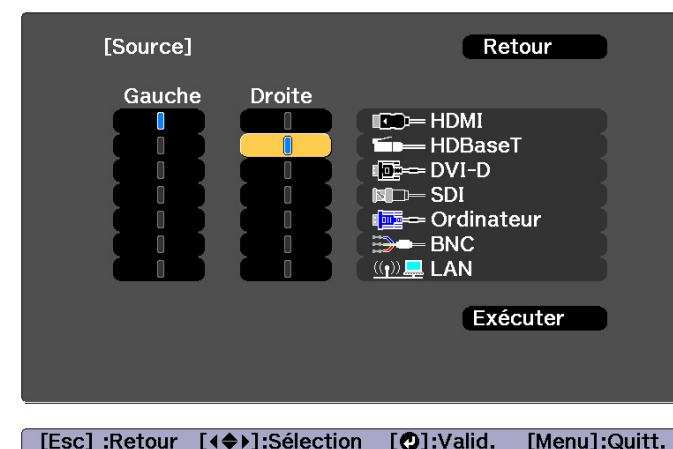 [Source] Retour
Gauche Droite
HDMI
HDBaseT
DVI-D
SDI
Ordinateur
BNC
LAN
Exécuter
[Esc] :Retour [ ]:Sélection [ ]:Valid. [Menu]:Quitt.